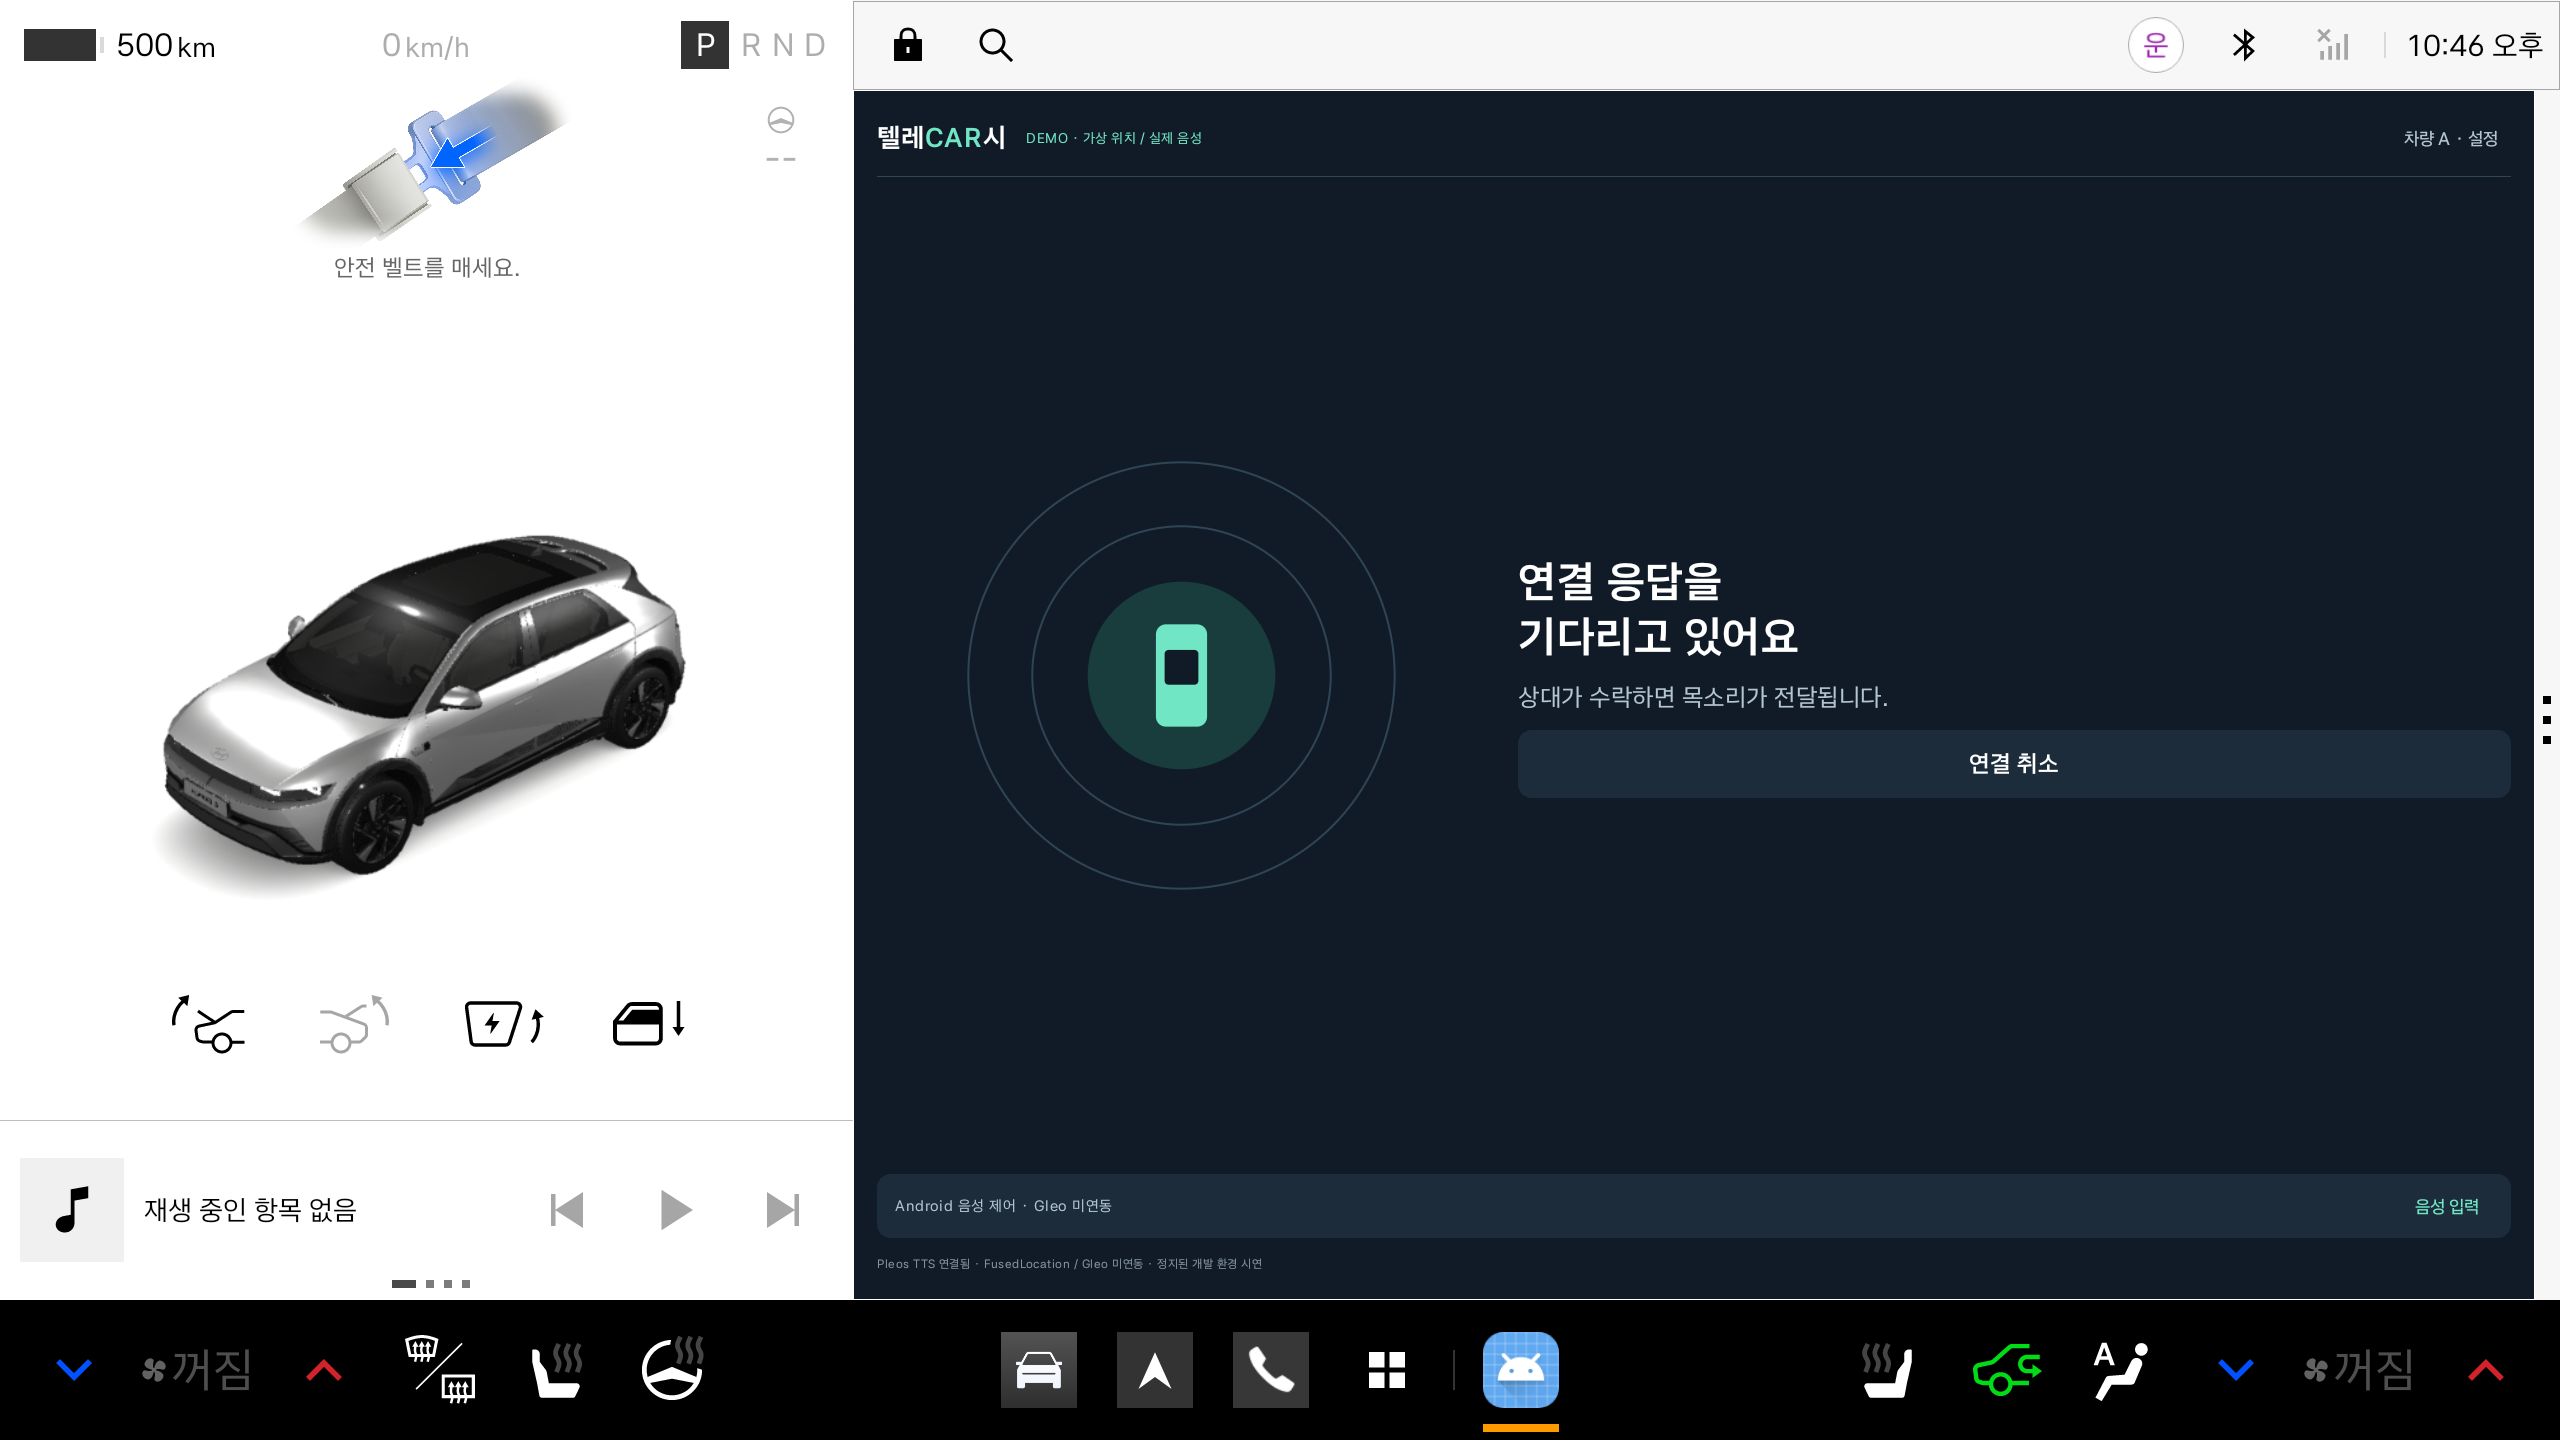 500 km
0 km/h
P R N D
안전 벨트를 매세요.
재생 중인 항목 없음
운
10:46 오후
텔레CAR시
DEMO · 가상 위치 / 실제 음성
차량 A · 설정
연결 응답을
기다리고 있어요
상대가 수락하면 목소리가 전달됩니다.
연결 취소
Android 음성 제어 · Gleo 미연동
음성 입력
Pleos TTS 연결됨 · FusedLocation / Gleo 미연동 · 정지된 개발 환경 시연
꺼짐
A
꺼짐